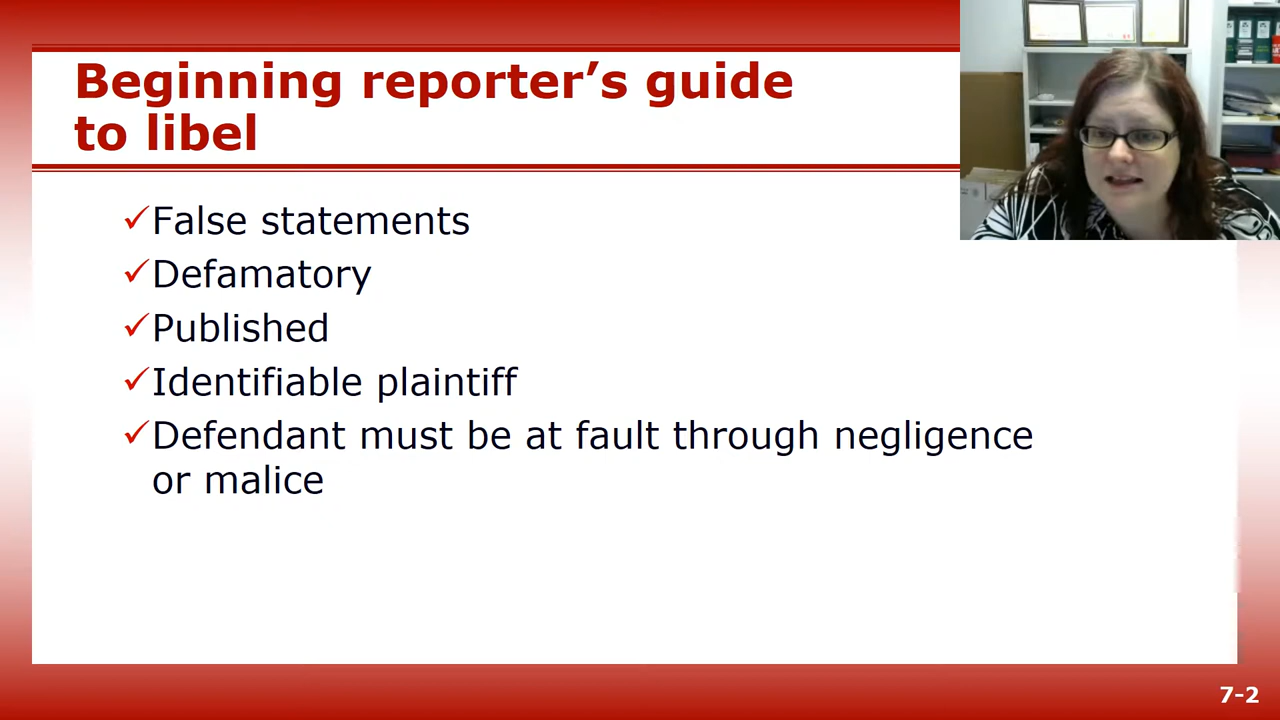 Beginning reporter’s guide
to libel
✓False statements
✓Defamatory
✓Published
✓Identifiable plaintiff
✓Defendant must be at fault through negligence
or malice
7-2